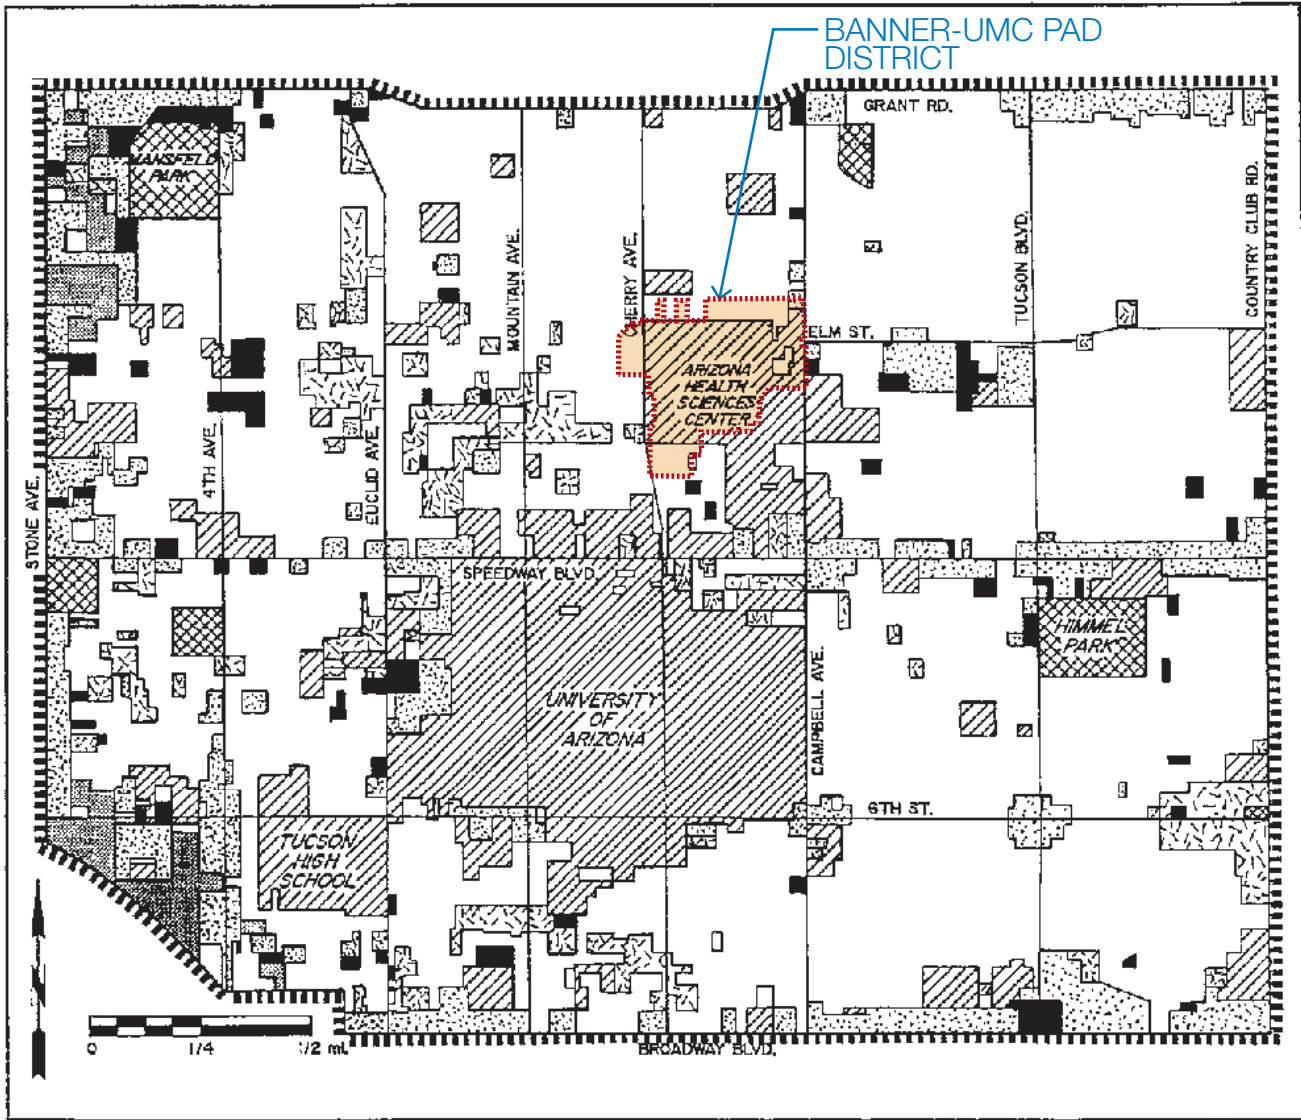 BANNER-UMC PAD
DISTRICT
GRANT RD.
MANSFELD
PARK
MOUNTAIN AVE.
CHERRY AVE.
TUCSON BLVD.
COUNTRY CLUB RD.
ELM ST.
ARIZONA
HEALTH
SCIENCES
CENTER
STONE AVE.
4TH AVE.
EUCLID AVE.
SPEEDWAY BLVD.
HIMMEL
PARK
UNIVERSITY
OF
ARIZONA
CAMPBELL AVE.
6TH ST.
TUCSON
HIGH
SCHOOL
0 1/4 1/2 mi.
BROADWAY BLVD.